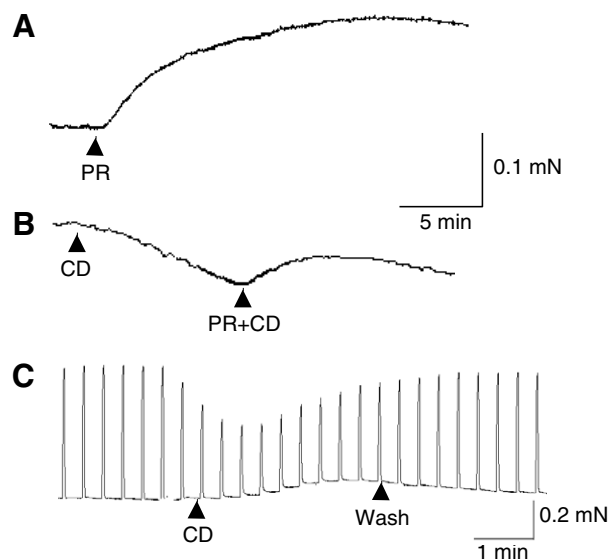 A
PR
0.1 mN
5 min
B
CD
PR+CD
C
CD
Wash
0.2 mN
1 min